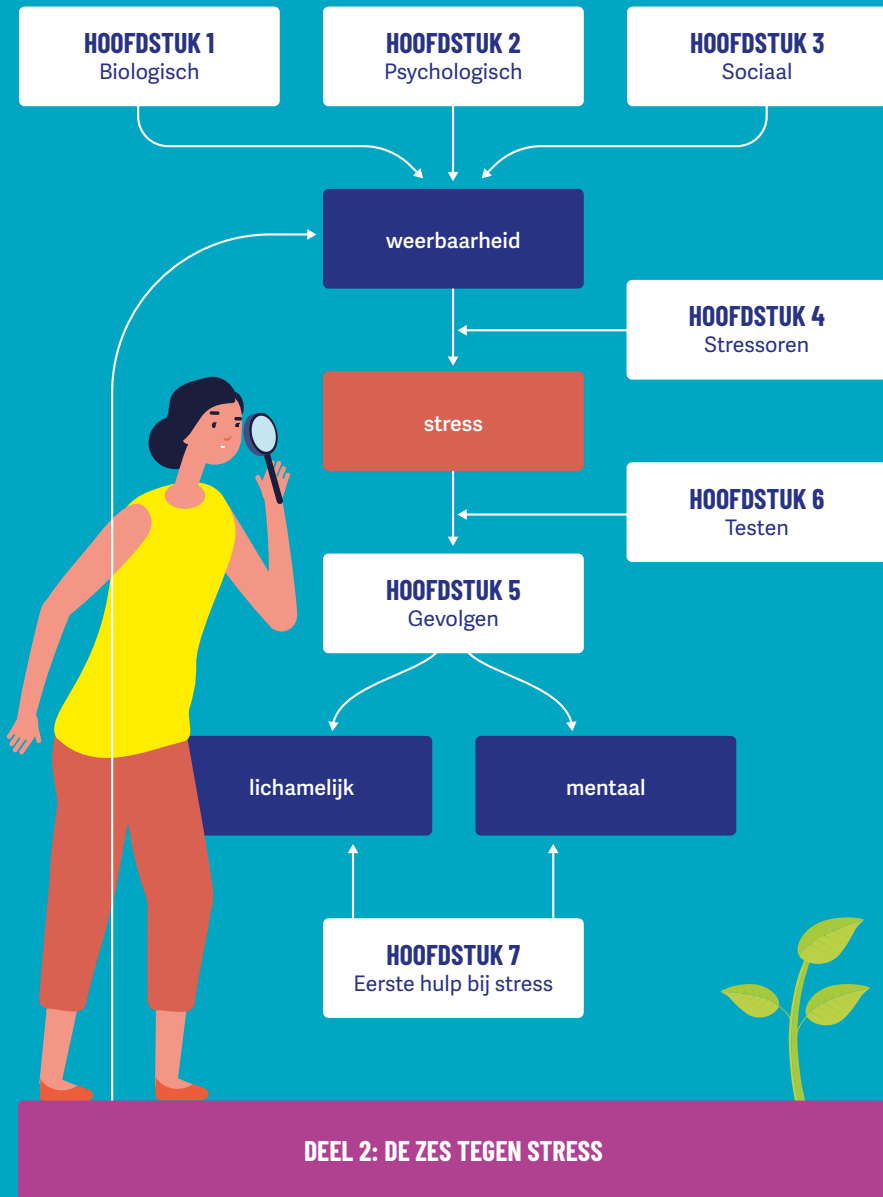 HOOFDSTUK 1
Biologisch
HOOFDSTUK 2
Psychologisch
HOOFDSTUK 3
Sociaal
weerbaarheid
HOOFDSTUK 4
Stressoren
stress
HOOFDSTUK 6
Testen
HOOFDSTUK 5
Gevolgen
lichamelijk
mentaal
HOOFDSTUK 7
Eerste hulp bij stress
DEEL 2: DE ZES TEGEN STRESS